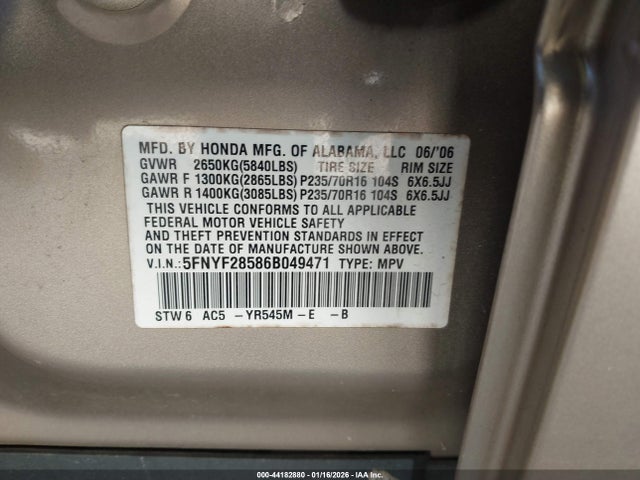 MFD. BY HONDA MFG. OF ALABAMA, LLC 06/'06
GVWR 2650KG(5840LBS) TIRE SIZE RIM SIZE
GAWR F 1300KG(2865LBS) P235/70R16 104S 6X6.5JJ
GAWR R 1400KG(3085LBS) P235/70R16 104S 6X6.5JJ
THIS VEHICLE CONFORMS TO ALL APPLICABLE
FEDERAL MOTOR VEHICLE SAFETY
AND THEFT PREVENTION STANDARDS IN EFFECT
ON THE DATE OF MANUFACTURE SHOWN ABOVE.
V.I.N.: 5FNYF28586B049471 TYPE: MPV
STW 6 AC5 -YR545M -E -B
000-44182880 - 01/16/2026 - IAA Inc.